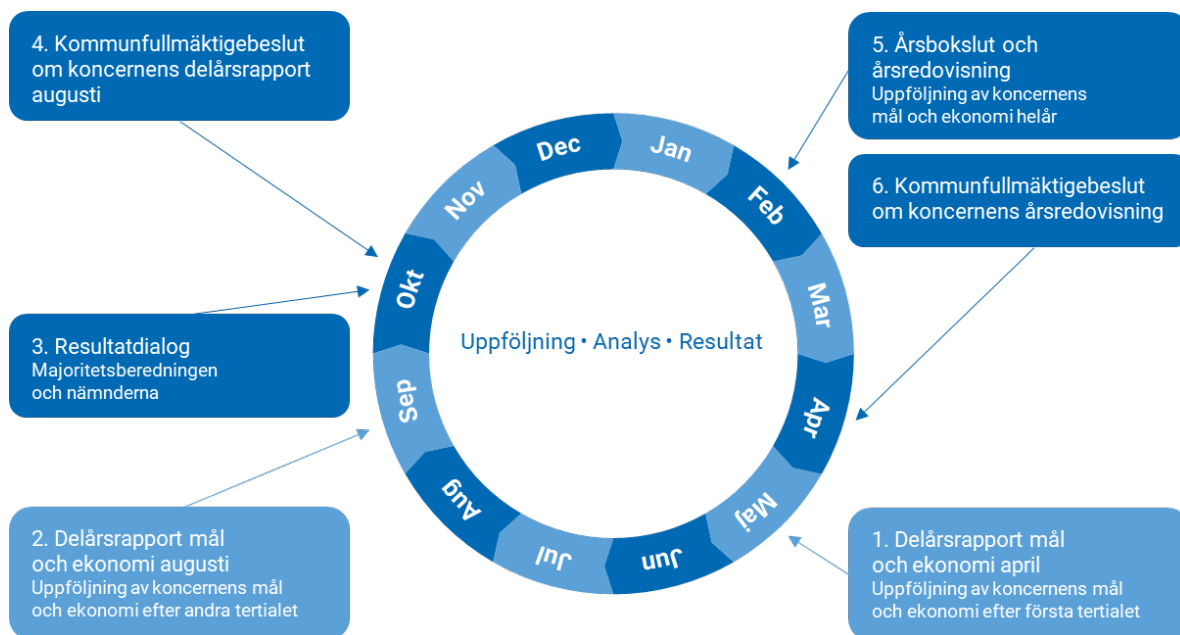 4. Kommunfullmäktigebeslut
om koncernens delårsrapport
augusti
5. Årsbokslut och
årsredovisning
Uppföljning av koncernens
mål och ekonomi helår
6. Kommunfullmäktigebeslut
om koncernens årsredovisning
Jan
Feb
Mar
Apr
Maj
Jun
Jul
Aug
Sep
Okt
Nov
Dec
Uppföljning • Analys • Resultat
3. Resultatdialog
Majoritetsberedningen
och nämnderna
2. Delårsrapport mål
och ekonomi augusti
Uppföljning av koncernens mål
och ekonomi efter andra tertialet
1. Delårsrapport mål
och ekonomi april
Uppföljning av koncernens mål
och ekonomi efter första tertialet